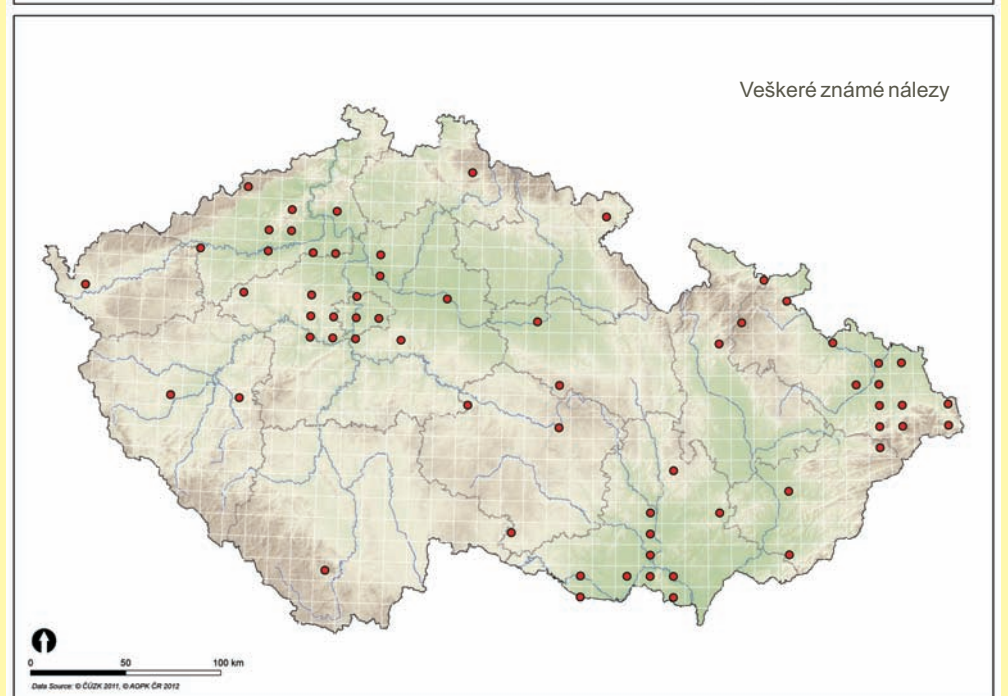 Veškeré známé nálezy
0 50 100 km
Data Source: © ČÚZK 2011, © AOPK ČR 2012